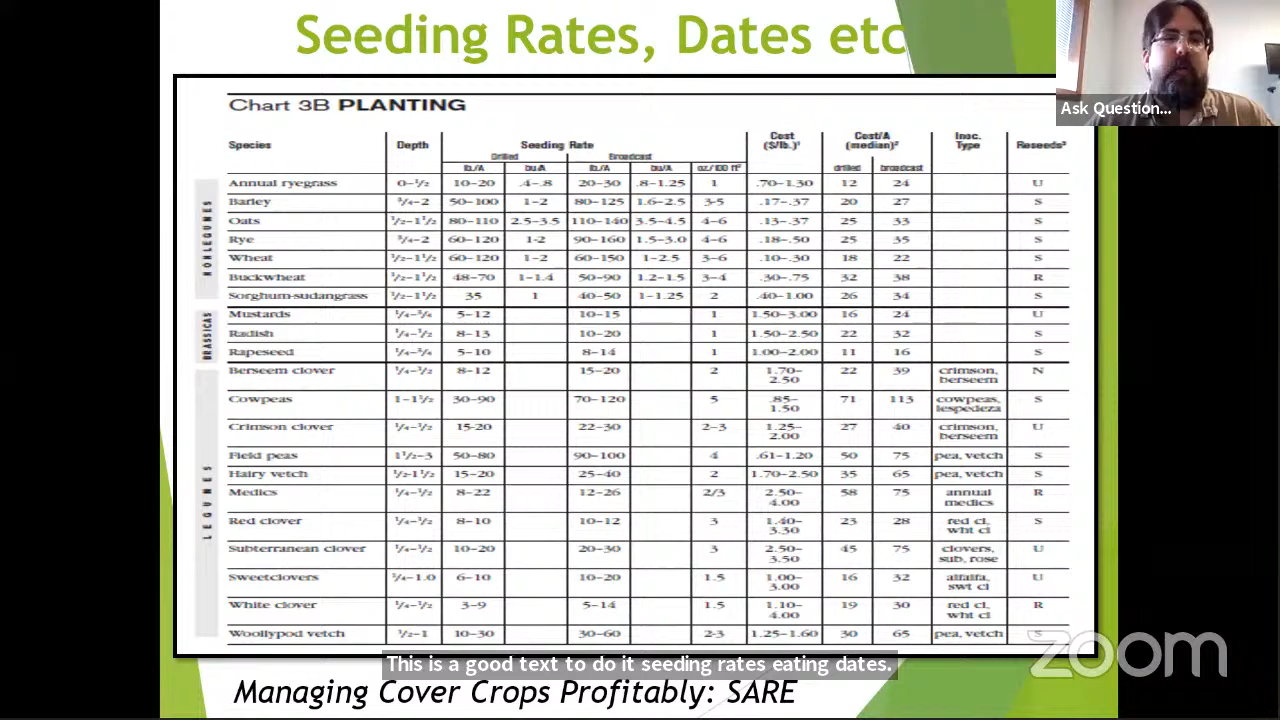 Seeding Rates, Dates etc
Ask Question...
Chart 3B PLANTING
Species Depth Seeding Rate Cost ($/lb.)¹ Cost/A (median)² Inoc. Type Reseeds³
Drilled Broadcast
lb./A bu/A lb./A bu/A oz/100 ft² drilled broadcast
NONLEGUMES
Annual ryegrass 0–½ 10–20 .4–.8 20–30 .8–1.25 1 .70–1.30 12 24 U
Barley ¾–2 50–100 1–2 80–125 1.6–2.5 3-5 .17–.37 20 27 S
Oats ½–1½ 80–110 2.5–3.5 110–140 3.5–4.5 4–6 .13–.37 25 33 S
Rye ¾–2 60–120 1-2 90–160 1.5–3.0 4–6 .18–.50 25 35 S
Wheat ½–1½ 60–120 1–2 60–150 1–2.5 3–6 .10–.30 18 22 S
Buckwheat ½–1½ 48–70 1–1.4 50–90 1.2–1.5 3–4 .30–.75 32 38 R
Sorghum-sudangrass ½–1½ 35 1 40–50 1–1.25 2 .40–1.00 26 34 S
BRASSICAS
Mustards ¼–¾ 5–12 10–15 1 1.50–3.00 16 24 U
Radish ¼–½ 8–13 10–20 1 1.50–2.50 22 32 S
Rapeseed ¼–¾ 5–10 8–14 1 1.00–2.00 11 16 S
LEGUMES
Berseem clover ¼–½ 8–12 15–20 2 1.70–2.50 22 39 crimson, berseem N
Cowpeas 1–1½ 30–90 70–120 5 .85–1.50 71 113 cowpeas, lespedeza S
Crimson clover ¼–½ 15-20 22–30 2–3 1.25–2.00 27 40 crimson, berseem U
Field peas 1½–3 50–80 90–100 4 .61–1.20 50 75 pea, vetch S
Hairy vetch ½-1½ 15–20 25–40 2 1.70–2.50 35 65 pea, vetch S
Medics ¼–½ 8–22 12–26 2/3 2.50–4.00 58 75 annual medics R
Red clover ¼–½ 8–10 10–12 3 1.40–3.30 23 28 red cl, wht cl S
Subterranean clover ¼–½ 10–20 20–30 3 2.50–3.50 45 75 clovers, sub, rose U
Sweetclovers ¼–1.0 6–10 10–20 1.5 1.00–3.00 16 32 alfalfa, swt cl U
White clover ¼–½ 3–9 5–14 1.5 1.10–4.00 19 30 red cl, wht cl R
Woollypod vetch ½–1 10–30 30–60 2-3 1.25–1.60 30 65 pea, vetch S
zoom
This is a good text to do it seeding rates eating dates.
Managing Cover Crops Profitably: SARE